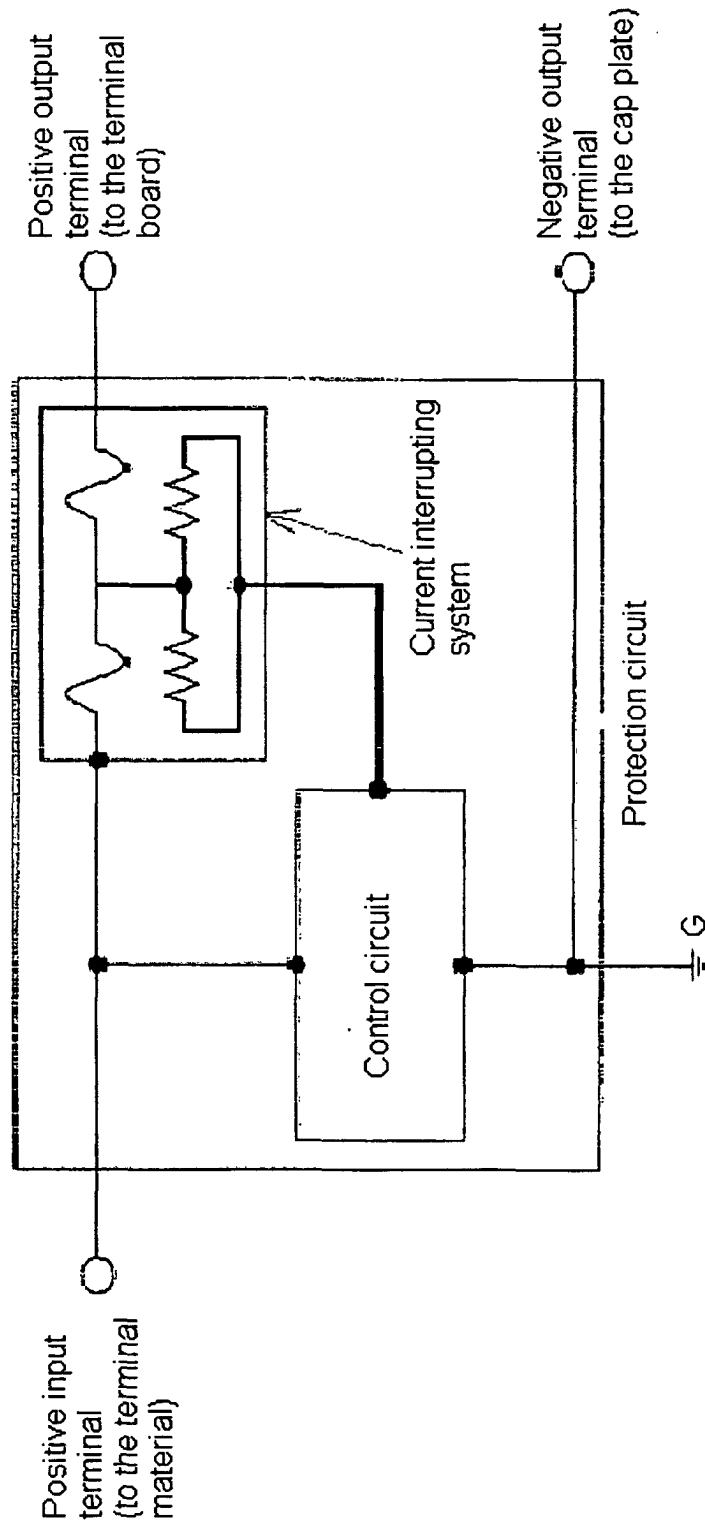 Positive input
terminal
(to the terminal
material)
Positive output
terminal
(to the terminal
board)
Current interrupting
system
Control circuit
Negative output
terminal
(to the cap plate)
Protection circuit
G